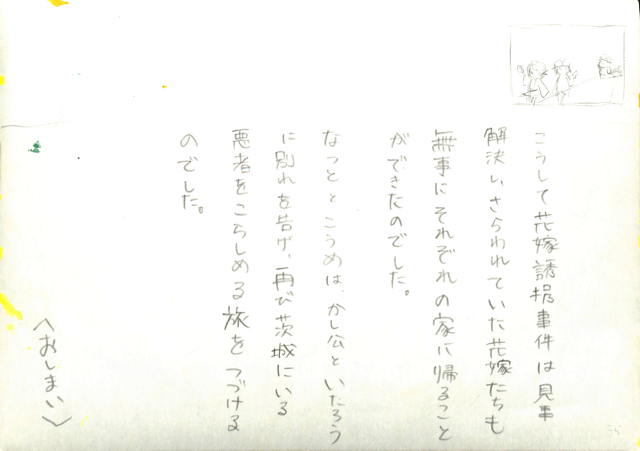 こうして花嫁誘拐事件は見事
解決し、さらわれていた花嫁たちも
無事にそれぞれの家に帰ること
ができたのでした。
なっととこうめは、かし公といたろう
に別れを告げ、再び茨城にいる
悪者をこらしめる旅をつづける
のでした。
〈おしまい〉